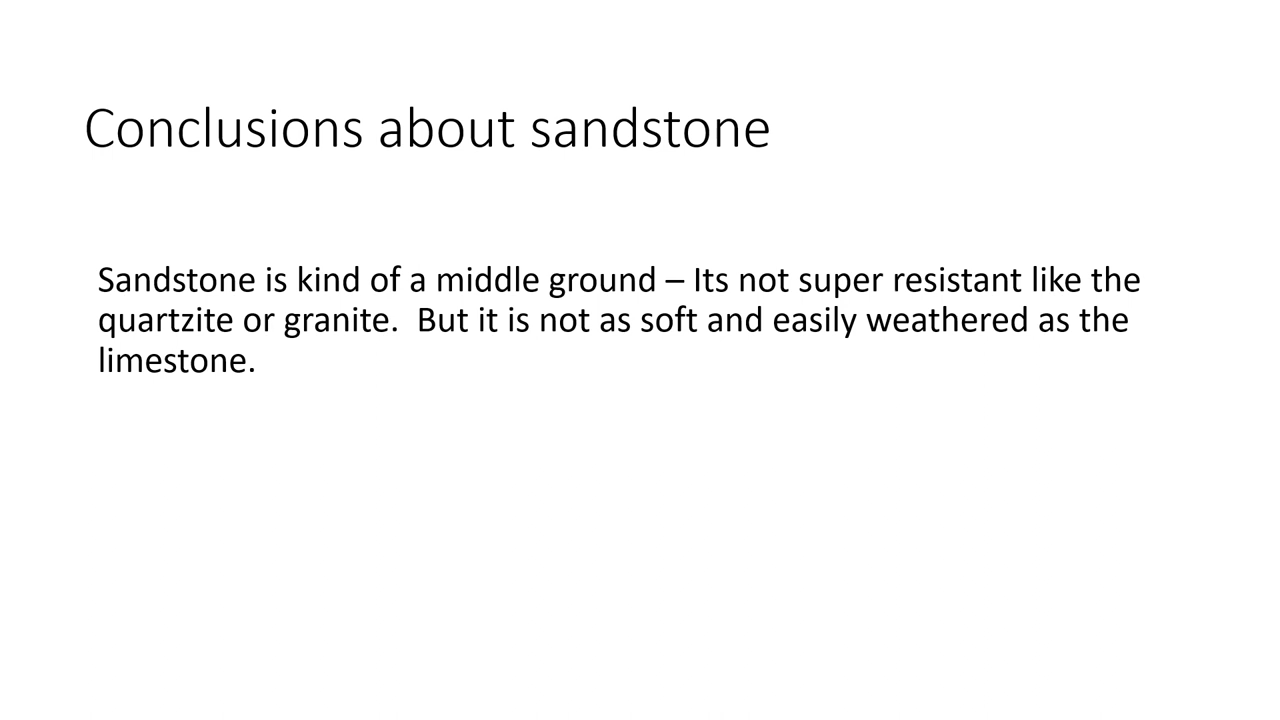 Conclusions about sandstone
Sandstone is kind of a middle ground – Its not super resistant like the
quartzite or granite.  But it is not as soft and easily weathered as the
limestone.